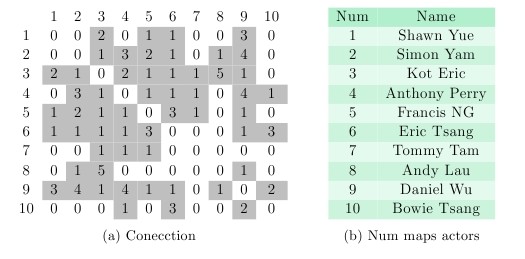 1 2 3 4 5 6 7 8 9 10
1 0 0 2 0 1 1 0 0 3 0
2 0 0 1 3 2 1 0 1 4 0
3 2 1 0 2 1 1 1 5 1 0
4 0 3 1 0 1 1 1 0 4 1
5 1 2 1 1 0 3 1 0 1 0
6 1 1 1 1 3 0 0 0 1 3
7 0 0 1 1 1 0 0 0 0 0
8 0 1 5 0 0 0 0 0 1 0
9 3 4 1 4 1 1 0 1 0 2
10 0 0 0 1 0 3 0 0 2 0
(a) Conecction
Num Name
1 Shawn Yue
2 Simon Yam
3 Kot Eric
4 Anthony Perry
5 Francis NG
6 Eric Tsang
7 Tommy Tam
8 Andy Lau
9 Daniel Wu
10 Bowie Tsang
(b) Num maps actors